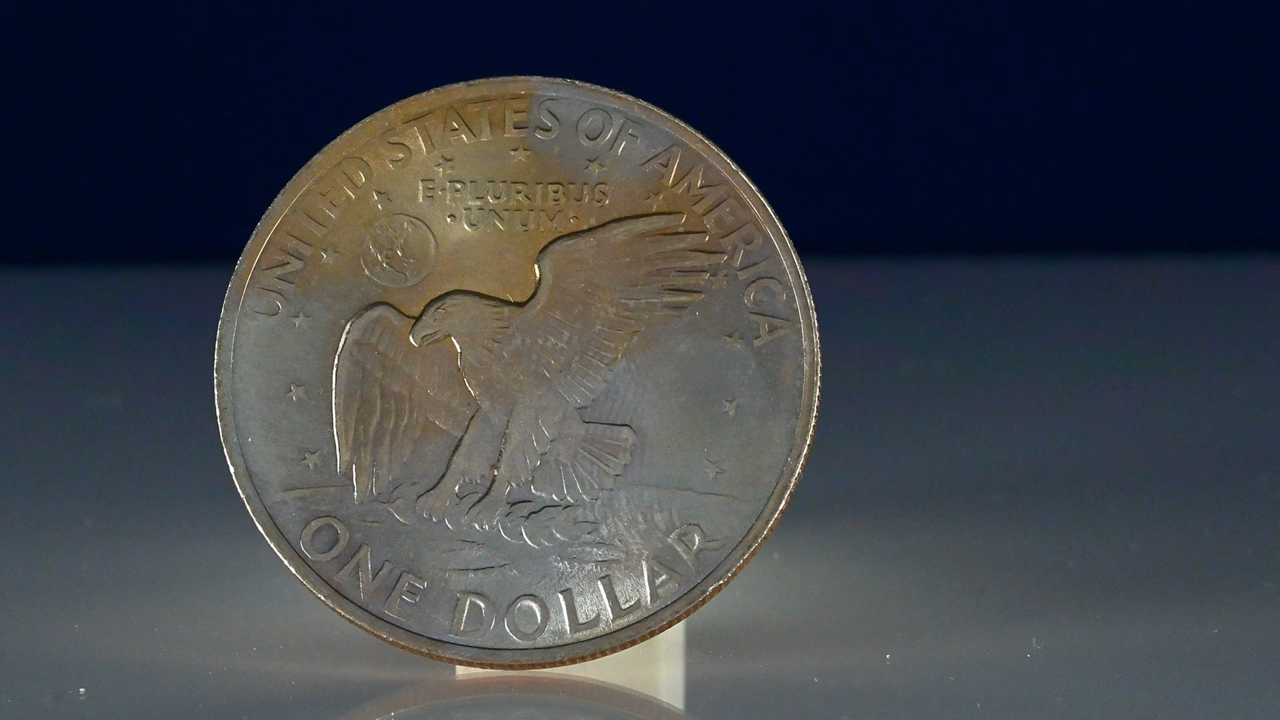 UNITED STATES OF AMERICA
E·PLURIBUS
·UNUM·
ONE DOLLAR